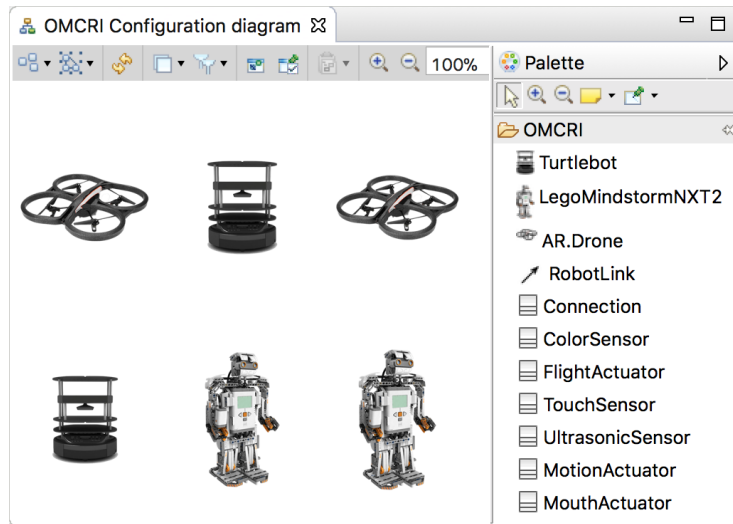 OMCRI Configuration diagram
100%
Palette
OMCRI
Turtlebot
LegoMindstormNXT2
AR.Drone
RobotLink
Connection
ColorSensor
FlightActuator
TouchSensor
UltrasonicSensor
MotionActuator
MouthActuator